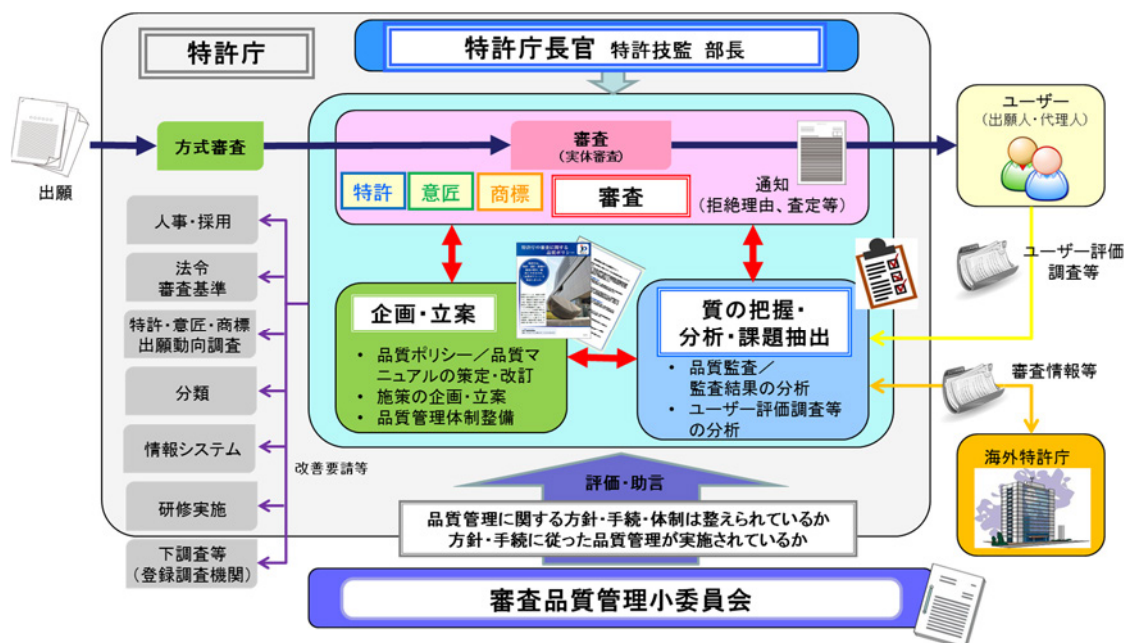 特許庁
特許庁長官 特許技監 部長
出願
方式審査
審査
(実体審査)
特許
意匠
商標
審査
通知
(拒絶理由、査定等)
ユーザー
(出願人・代理人)
ユーザー評価
調査等
審査情報等
海外特許庁
人事・採用
法令
審査基準
特許・意匠・商標
出願動向調査
分類
情報システム
研修実施
下調査等
(登録調査機関)
改善要請等
企画・立案
• 品質ポリシー/品質マ
ニュアルの策定・改訂
• 施策の企画・立案
• 品質管理体制整備
質の把握・
分析・課題抽出
• 品質監査/
監査結果の分析
• ユーザー評価調査等
の分析
評価・助言
品質管理に関する方針・手続・体制は整えられているか
方針・手続に従った品質管理が実施されているか
審査品質管理小委員会